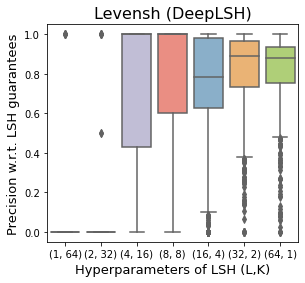 Levensh (DeepLSH)
Precision w.r.t. LSH guarantees
1.0
0.8
0.6
0.4
0.2
0.0
(1, 64) (2, 32) (4, 16) (8, 8) (16, 4) (32, 2) (64, 1)
Hyperparameters of LSH (L,K)